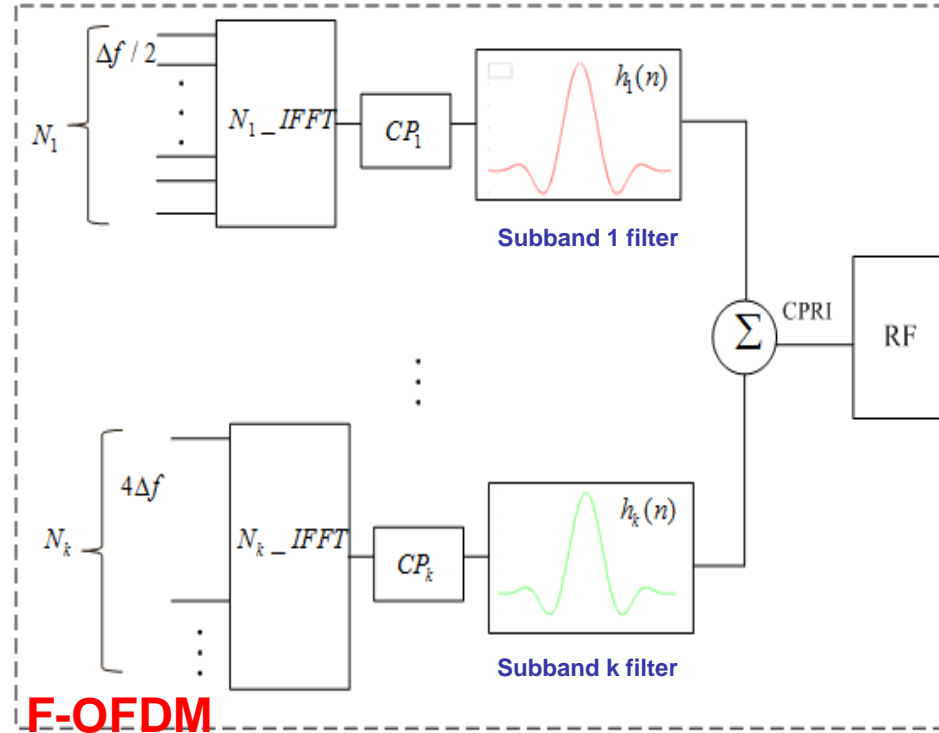 Δf / 2
N₁
N₁_IFFT
CP₁
h₁(n)
Subband 1 filter
Σ
CPRI
RF
4Δf
Nₖ
Nₖ_IFFT
CPₖ
hₖ(n)
Subband k filter
F-OFDM